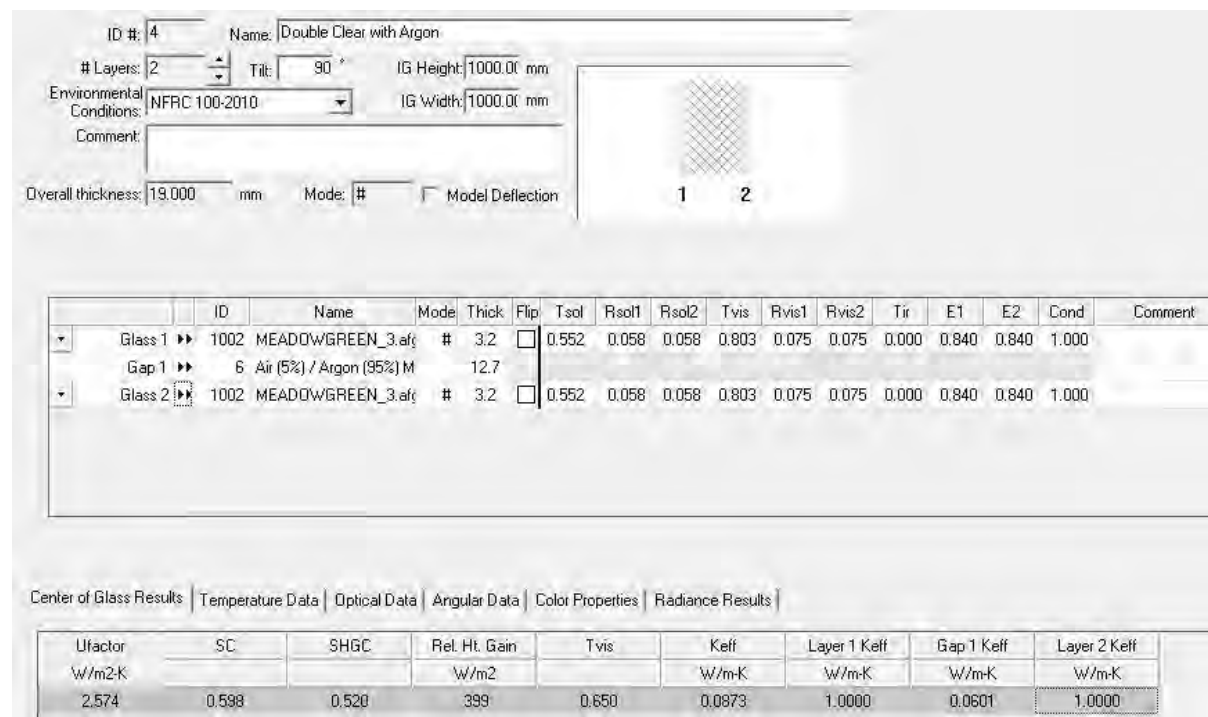 ID #: 4 Name: Double Clear with Argon
# Layers: 2 Tilt: 90 ° IG Height: 1000.0( mm
Environmental Conditions: NFRC 100-2010 IG Width: 1000.0( mm
Comment:
Overall thickness: 19.000 mm Mode: # Model Deflection
1 2
ID Name Mode Thick Flip Tsol Rsol1 Rsol2 Tvis Rvis1 Rvis2 Tir E1 E2 Cond Comment
Glass 1 1002 MEADOWGREEN_3.afg # 3.2 0.552 0.058 0.058 0.803 0.075 0.075 0.000 0.840 0.840 1.000
Gap 1 6 Air (5%) / Argon (95%) M 12.7
Glass 2 1002 MEADOWGREEN_3.afg # 3.2 0.552 0.058 0.058 0.803 0.075 0.075 0.000 0.840 0.840 1.000
Center of Glass Results Temperature Data Optical Data Angular Data Color Properties Radiance Results
Ufactor SC SHGC Rel. Ht. Gain Tvis Keff Layer 1 Keff Gap 1 Keff Layer 2 Keff
W/m2-K W/m2 W/m-K W/m-K W/m-K W/m-K
2.574 0.598 0.520 399 0.650 0.0873 1.0000 0.0601 1.0000